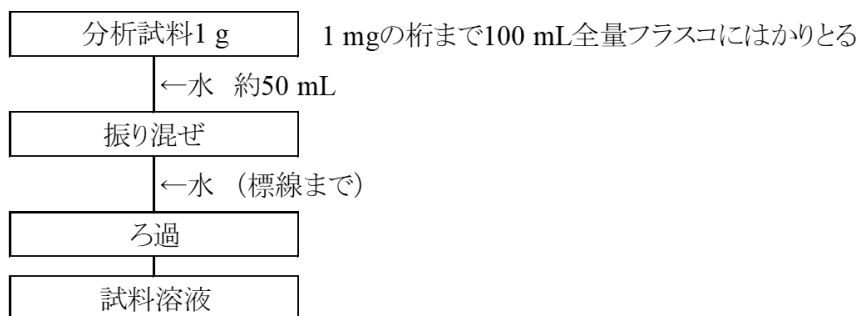 分析試料1 g 1 mgの桁まで100 mL全量フラスコにはかりとる
←水 約50 mL
振り混ぜ
←水 （標線まで）
ろ過
試料溶液